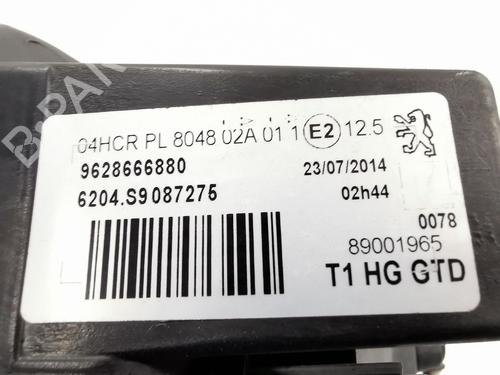 B-PARTS
04HCR PL 8048 02A 01 1 E2 12.5
9628666880 23/07/2014
6204.S9087275 02h44
0078
89001965
T1 HG GTD